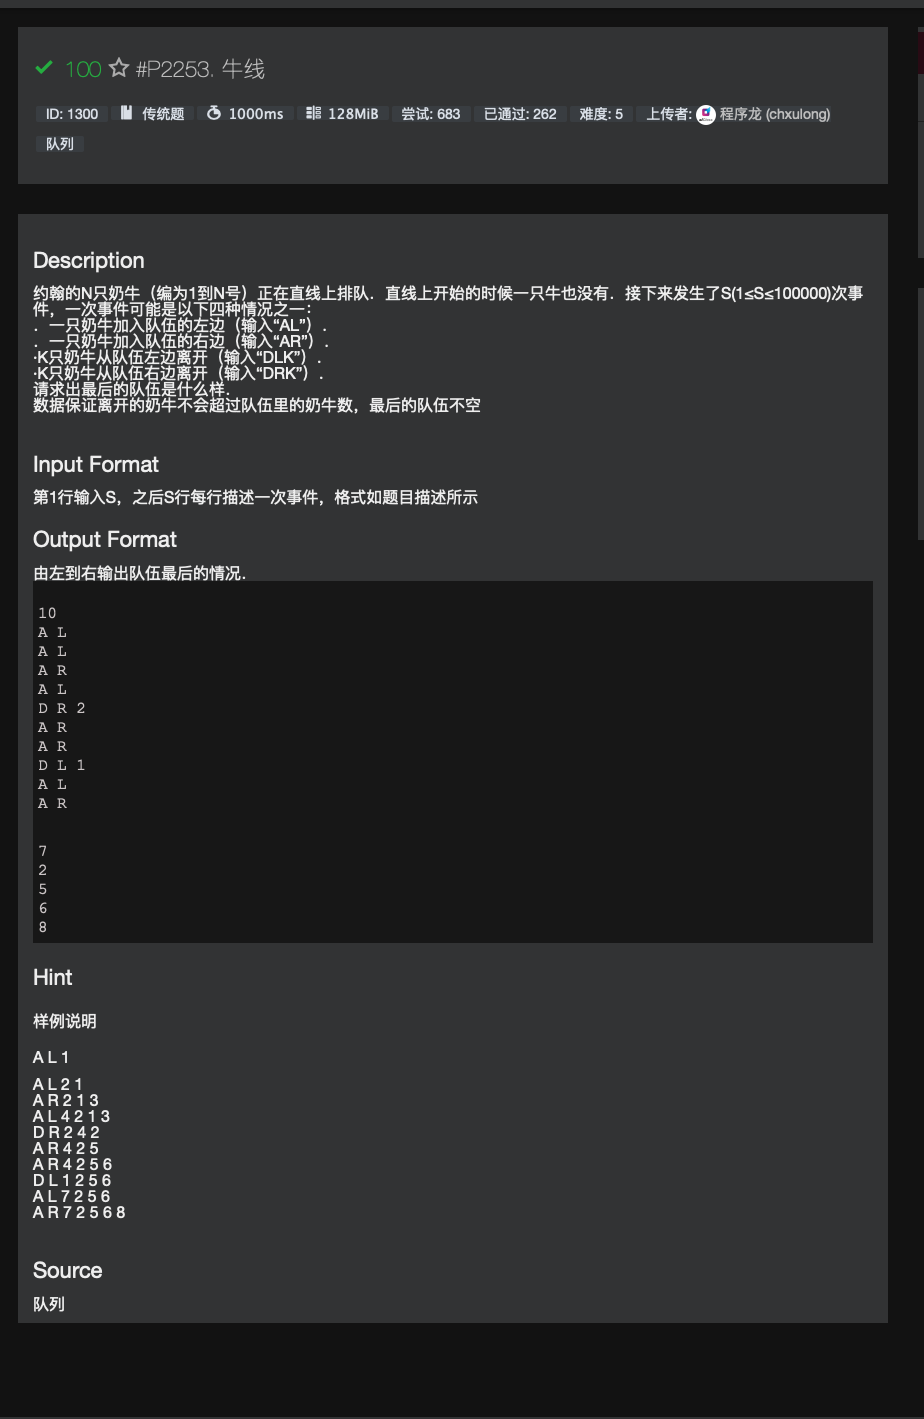 100 #P2253. 牛线
ID: 1300 传统题 1000ms 128MiB 尝试: 683 已通过: 262 难度: 5 上传者: 程序龙 (chxulong)
队列
Description
约翰的N只奶牛（编为1到N号）正在直线上排队．直线上开始的时候一只牛也没有．接下来发生了S(1≤S≤100000)次事
件，一次事件可能是以下四种情况之一：
．一只奶牛加入队伍的左边（输入“AL”）．
．一只奶牛加入队伍的右边（输入“AR”）．
·K只奶牛从队伍左边离开（输入“DLK”）．
·K只奶牛从队伍右边离开（输入“DRK”）．
请求出最后的队伍是什么样．
数据保证离开的奶牛不会超过队伍里的奶牛数，最后的队伍不空
Input Format
第1行输入S，之后S行每行描述一次事件，格式如题目描述所示
Output Format
由左到右输出队伍最后的情况．
10
A L
A L
A R
A L
D R 2
A R
A R
D L 1
A L
A R
7
2
5
6
8
Hint
样例说明
A L 1
A L 2 1
A R 2 1 3
A L 4 2 1 3
D R 2 4 2
A R 4 2 5
A R 4 2 5 6
D L 1 2 5 6
A L 7 2 5 6
A R 7 2 5 6 8
Source
队列